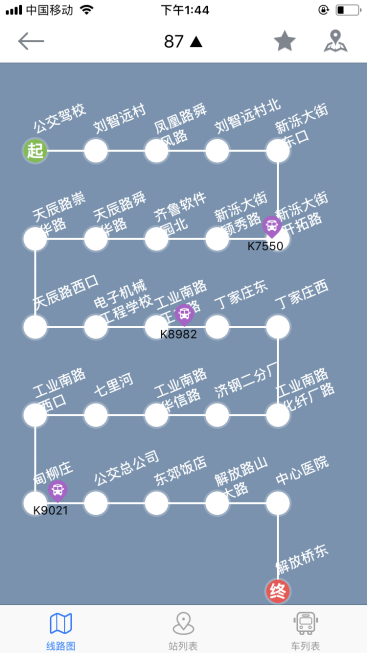 中国移动
下午1:44
87 ▲
公交驾校
刘智远村
凤凰路舜
风路
刘智远村北
新泺大街
东口
起
天辰路崇
华路
天辰路舜
华路
齐鲁软件
园北
新泺大街
颖秀路
新泺大街
开拓路
K7550
天辰路西口
电子机械
工程学校
工业南路
丁家庄东
丁家庄西
K8982
工业南路
西口
七里河
工业南路
华信路
济钢二分厂
工业南路
化纤厂路
甸柳庄
公交总公司
东郊饭店
解放路山
大路
中心医院
K9021
解放桥东
终
线路图
站列表
车列表